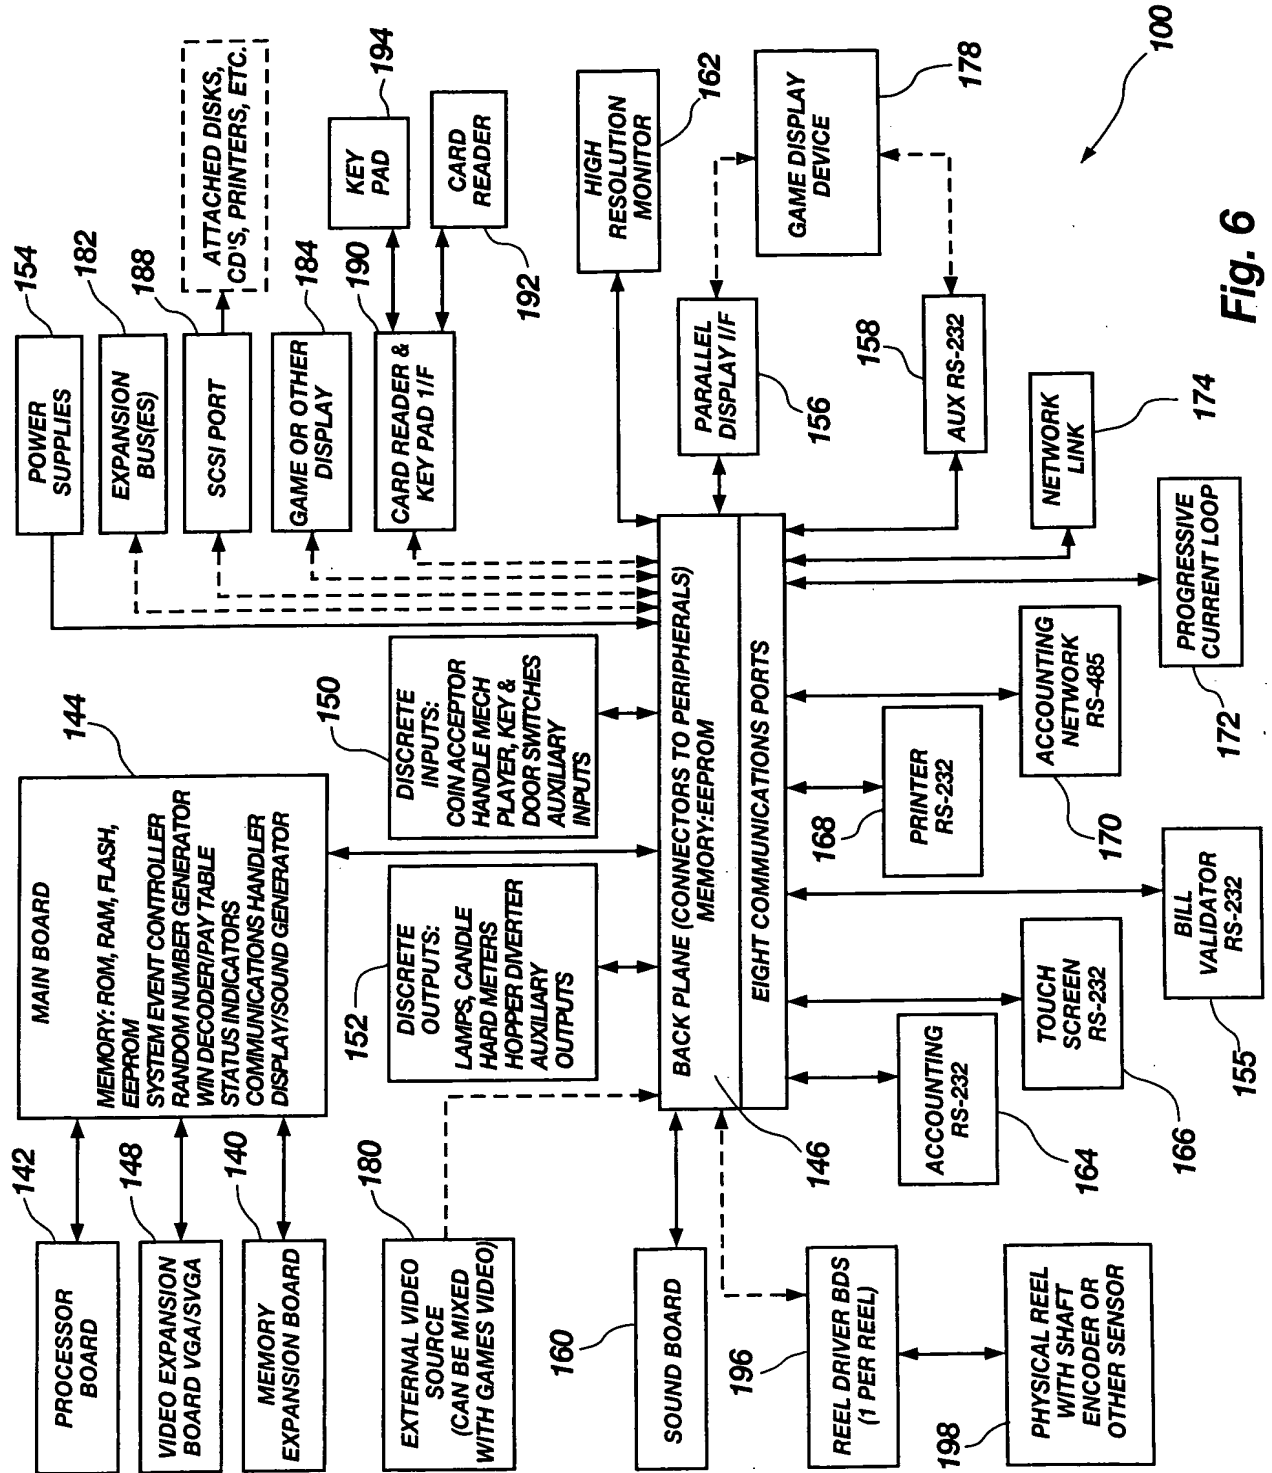 142
PROCESSOR
BOARD
148
VIDEO EXPANSION
BOARD VGA/SVGA
140
MEMORY
EXPANSION BOARD
144
MAIN BOARD
MEMORY: ROM, RAM, FLASH,
EEPROM
SYSTEM EVENT CONTROLLER
RANDOM NUMBER GENERATOR
WIN DECODER/PAY TABLE
STATUS INDICATORS
COMMUNICATIONS HANDLER
DISPLAY/SOUND GENERATOR
154
POWER
SUPPLIES
182
EXPANSION
BUS(ES)
188
SCSI PORT
ATTACHED DISKS,
CD'S, PRINTERS, ETC.
184
GAME OR OTHER
DISPLAY
190
CARD READER &
KEY PAD 1/F
194
KEY
PAD
CARD
READER
192
180
EXTERNAL VIDEO
SOURCE
(CAN BE MIXED
WITH GAMES VIDEO)
152
DISCRETE
OUTPUTS:
LAMPS, CANDLE
HARD METERS
HOPPER DIVERTER
AUXILIARY
OUTPUTS
150
DISCRETE
INPUTS:
COIN ACCEPTOR
HANDLE MECH
PLAYER, KEY &
DOOR SWITCHES
AUXILIARY
INPUTS
HIGH
RESOLUTION
MONITOR
162
160
SOUND BOARD
BACK PLANE (CONNECTORS TO PERIPHERALS)
MEMORY:EEPROM
EIGHT COMMUNICATIONS PORTS
146
PARALLEL
DISPLAY I/F
156
GAME DISPLAY
DEVICE
178
196
REEL DRIVER BDS
(1 PER REEL)
158
AUX RS-232
198
PHYSICAL REEL
WITH SHAFT
ENCODER OR
OTHER SENSOR
ACCOUNTING
RS-232
164
TOUCH
SCREEN
RS-232
166
BILL
VALIDATOR
RS-232
155
168
PRINTER
RS-232
170
ACCOUNTING
NETWORK
RS-485
172
PROGRESSIVE
CURRENT LOOP
NETWORK
LINK
174
100
Fig. 6